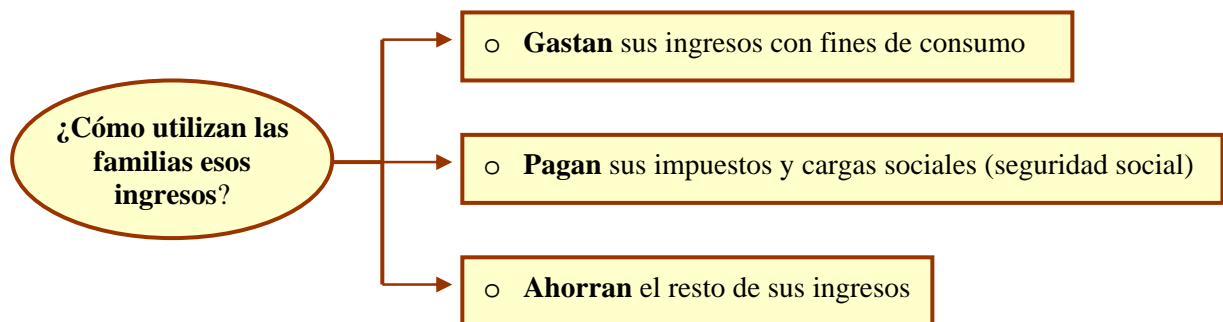 ¿Cómo utilizan las
familias esos
ingresos?
o Gastan sus ingresos con fines de consumo
o Pagan sus impuestos y cargas sociales (seguridad social)
o Ahorran el resto de sus ingresos